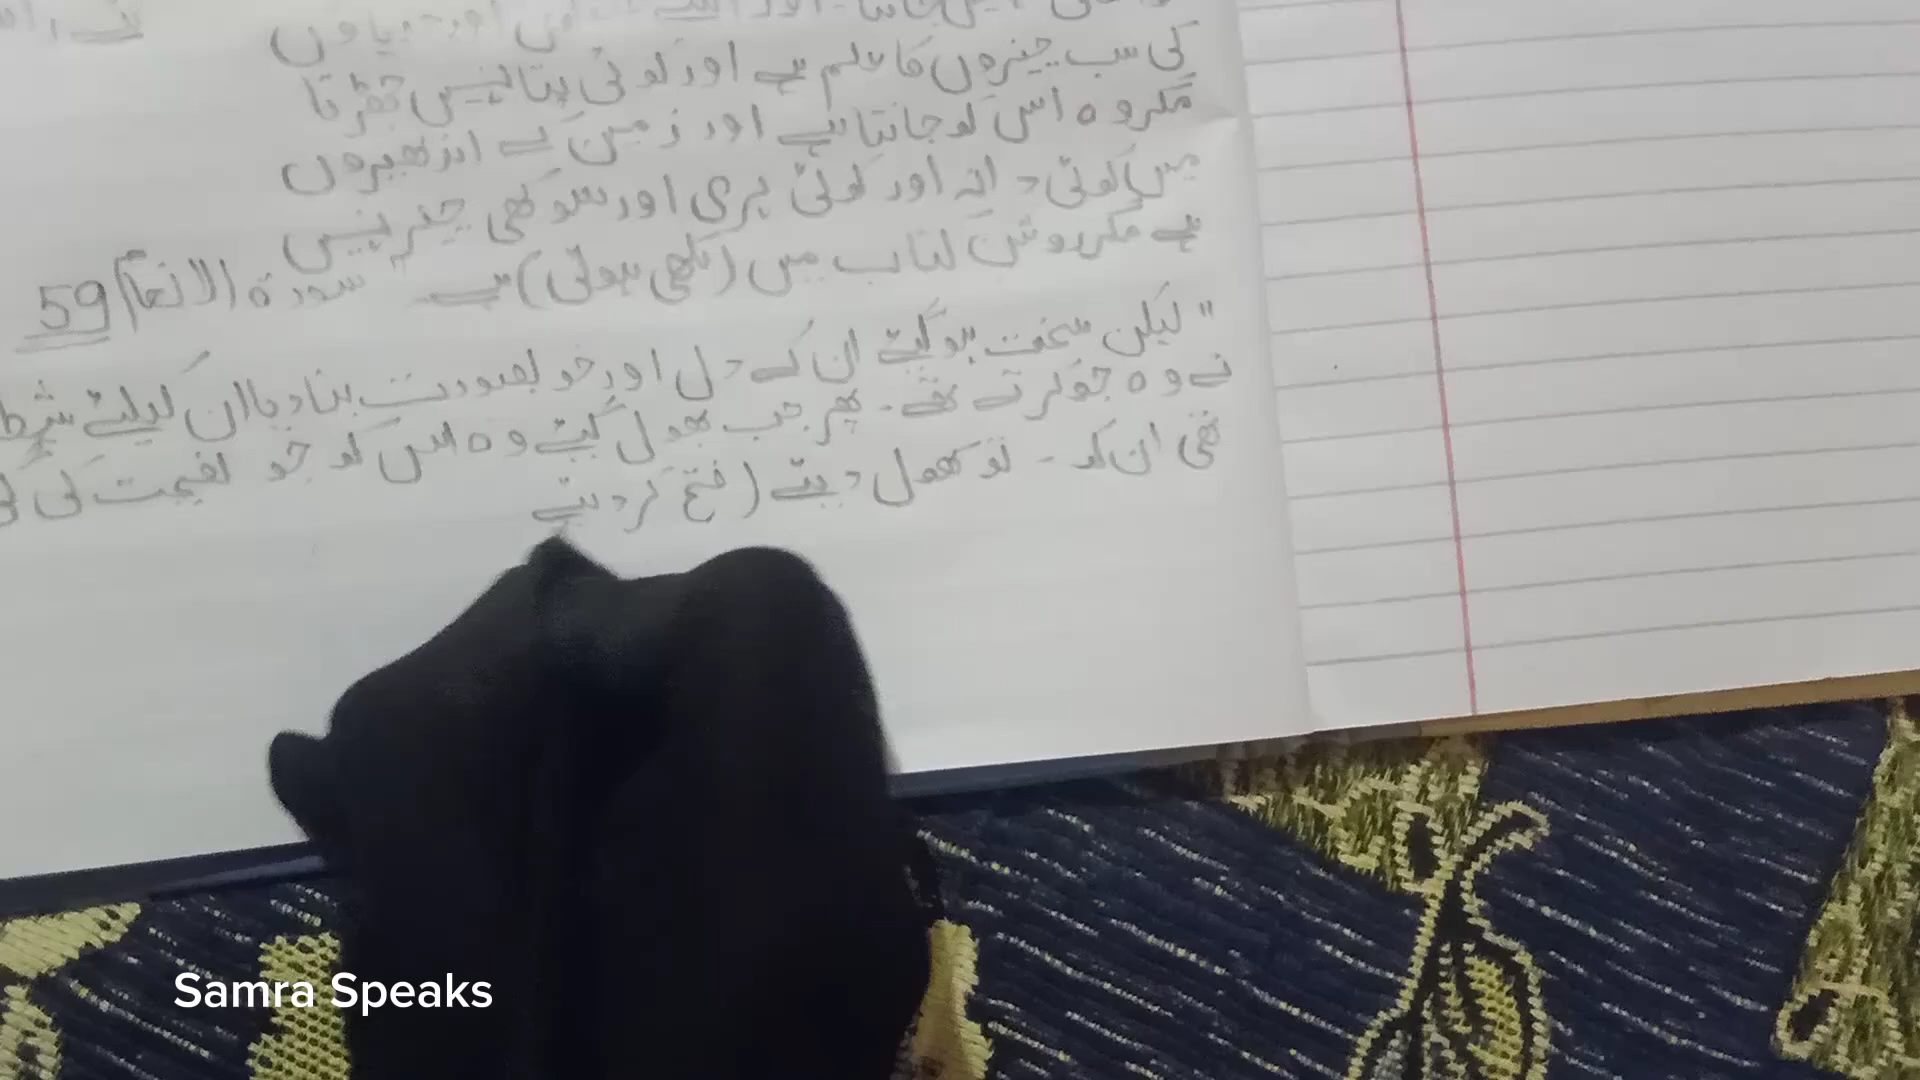 اور دریاؤں
کی سب چیزوں کا علم ہے اور کوئی پتا نہیں جھڑتا
مگر وہ اس کو جانتا ہے اور زمین کے اندھیروں
میں کوئی دانہ اور کوئی ہری اور سوکھی چیز نہیں
ہے مگر روشن کتاب میں (لکھی ہوئی) ہے" سورة الانعام 59
"لیکن سخت ہو گئے ان کے دل اور خوبصورت بنا دیا ان کیلئے
نے وہ جو کرتے تھے۔ پھر جب بھول گئے وہ اس کو جو نصیحت کی
تھی ان کو۔ تو کھول دیئے (فتح کر دیئے
Samra Speaks